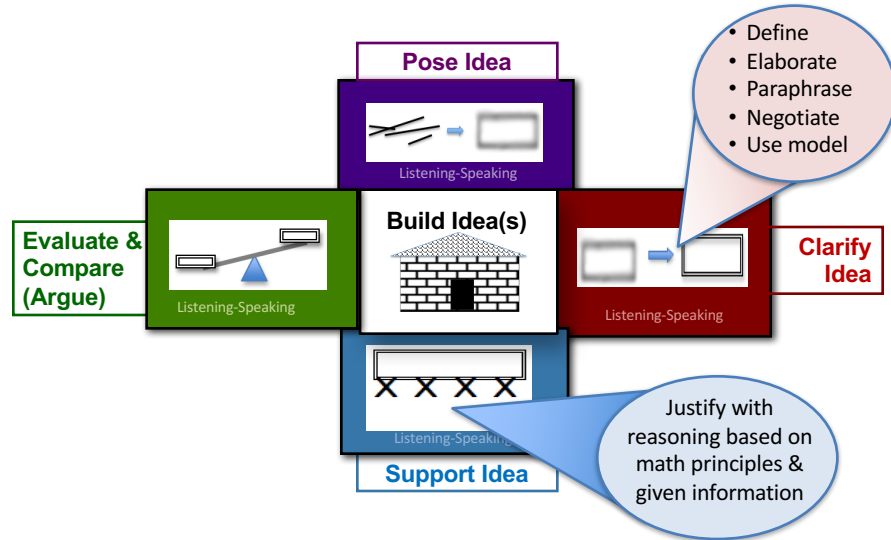 Pose Idea
Listening-Speaking
• Define
• Elaborate
• Paraphrase
• Negotiate
• Use model
Evaluate &
Compare
(Argue)
Listening-Speaking
Build Idea(s)
Listening-Speaking
Clarify
Idea
X X X X
Listening-Speaking
Support Idea
Justify with
reasoning based on
math principles &
given information